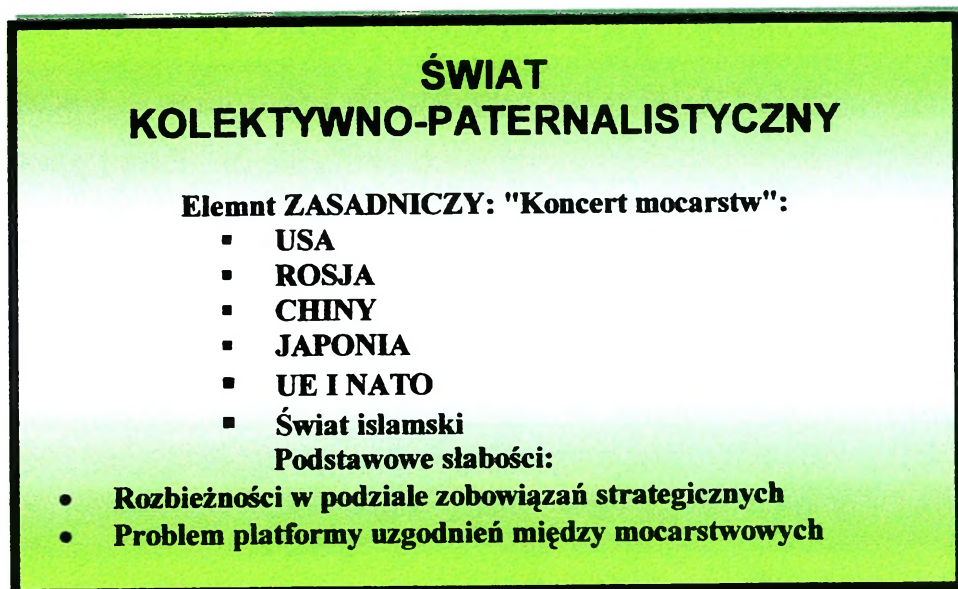 ŚWIAT
KOLEKTYWNO-PATERNALISTYCZNY
Elemnt ZASADNICZY: "Koncert mocarstw":
▪ USA
▪ ROSJA
▪ CHINY
▪ JAPONIA
▪ UE I NATO
▪ Świat islamski
Podstawowe słabości:
• Rozbieżności w podziale zobowiązań strategicznych
• Problem platformy uzgodnień między mocarstwowych